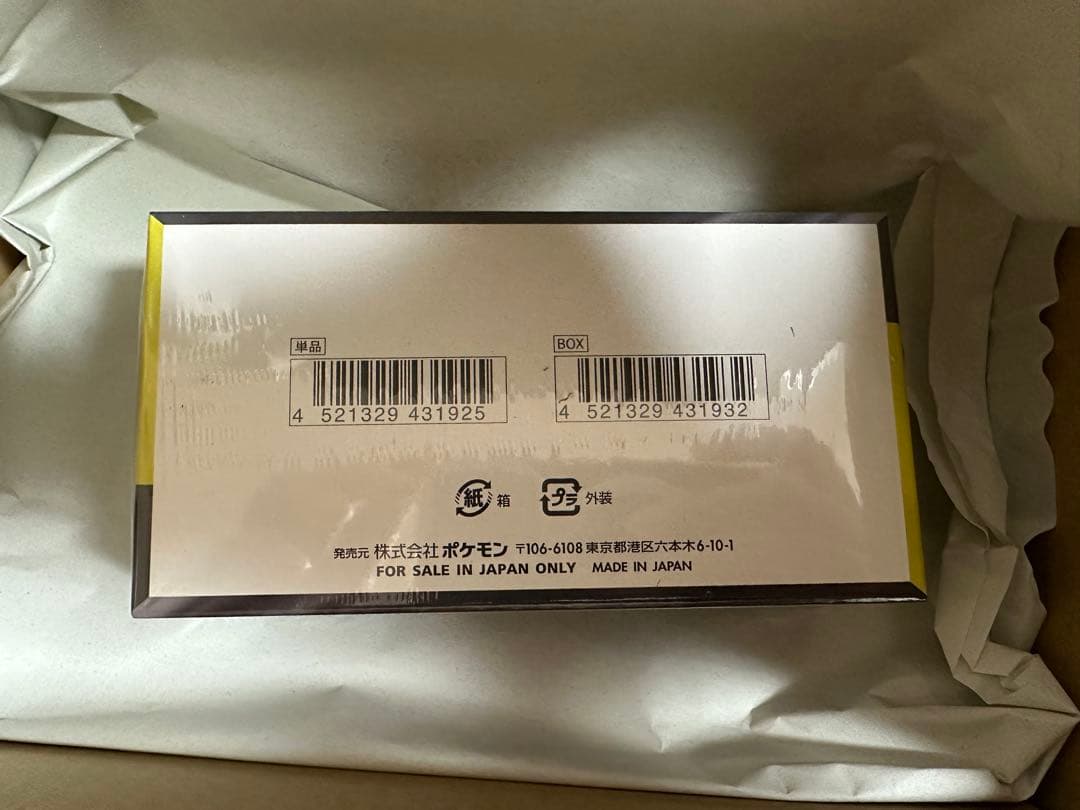 単品
BOX
4 521329 431925
4 521329 431932
紙 箱
プラ 外装
発売元 株式会社 ポケモン 〒106-6108 東京都港区六本木6-10-1
FOR SALE IN JAPAN ONLY MADE IN JAPAN